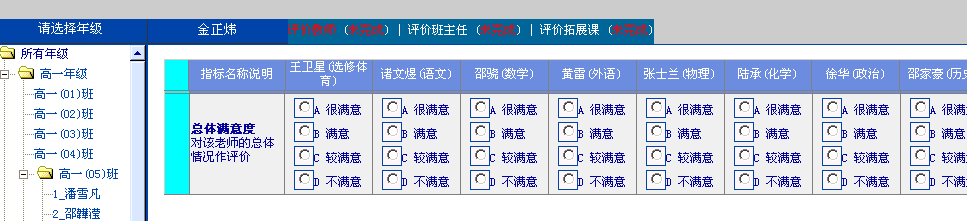 请选择年级
金正炜
评价老师 (未完成) | 评价班主任 (未完成) | 评价拓展课 (未完成)
所有年级
高一年级
高一(01)班
高一(02)班
高一(03)班
高一(04)班
高一(05)班
1_潘雪凡
指标名称说明
王卫星(选修体育)
诸文煜(语文)
邵骁(数学)
黄雷(外语)
张士兰(物理)
陆承(化学)
徐华(政治)
邵家豪(历史
总体满意度
对该老师的总体
情况作评价
A 很满意
B 满意
C 较满意
D 不满意
A 很满意
B 满意
C 较满意
D 不满意
A 很满意
B 满意
C 较满意
D 不满意
A 很满意
B 满意
C 较满意
D 不满意
A 很满意
B 满意
C 较满意
D 不满意
A 很满意
B 满意
C 较满意
D 不满意
A 很满意
B 满意
C 较满意
D 不满意
A 很满
B 满意
C 较满
D 不满